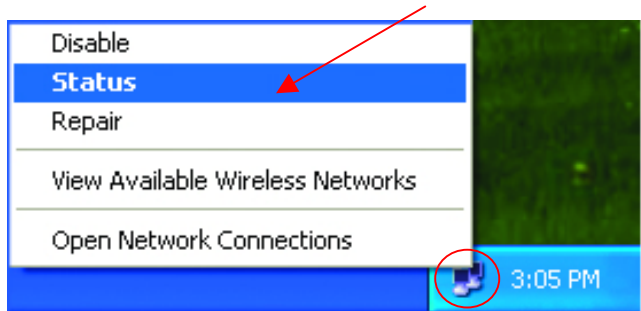 Disable
Status
Repair
View Available Wireless Networks
Open Network Connections
3:05 PM